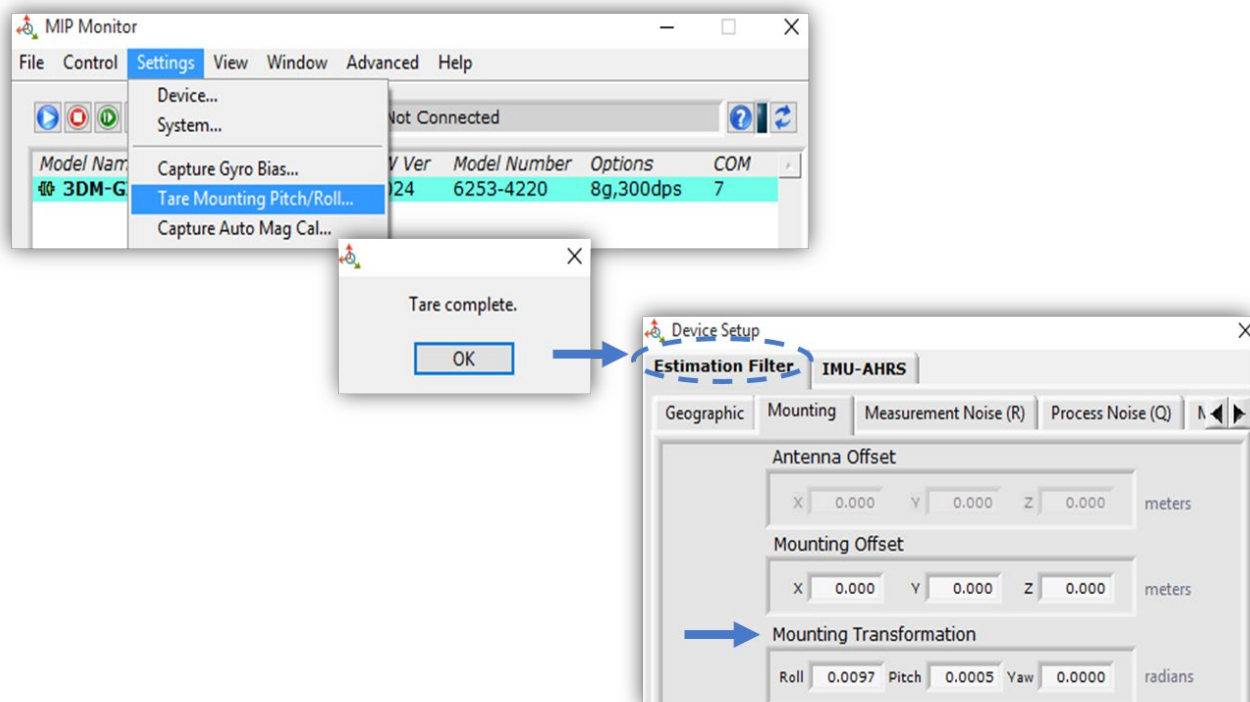 MIP Monitor
File Control Settings View Window Advanced Help
Device...
System...
Not Connected
Capture Gyro Bias...
Tare Mounting Pitch/Roll...
Capture Auto Mag Cal...
Model Nam Ver Model Number Options COM
3DM-G 024 6253-4220 8g,300dps 7
Tare complete.
OK
Device Setup
Estimation Filter IMU-AHRS
Geographic Mounting Measurement Noise (R) Process Noise (Q)
Antenna Offset
X 0.000 Y 0.000 Z 0.000 meters
Mounting Offset
X 0.000 Y 0.000 Z 0.000 meters
Mounting Transformation
Roll 0.0097 Pitch 0.0005 Yaw 0.0000 radians